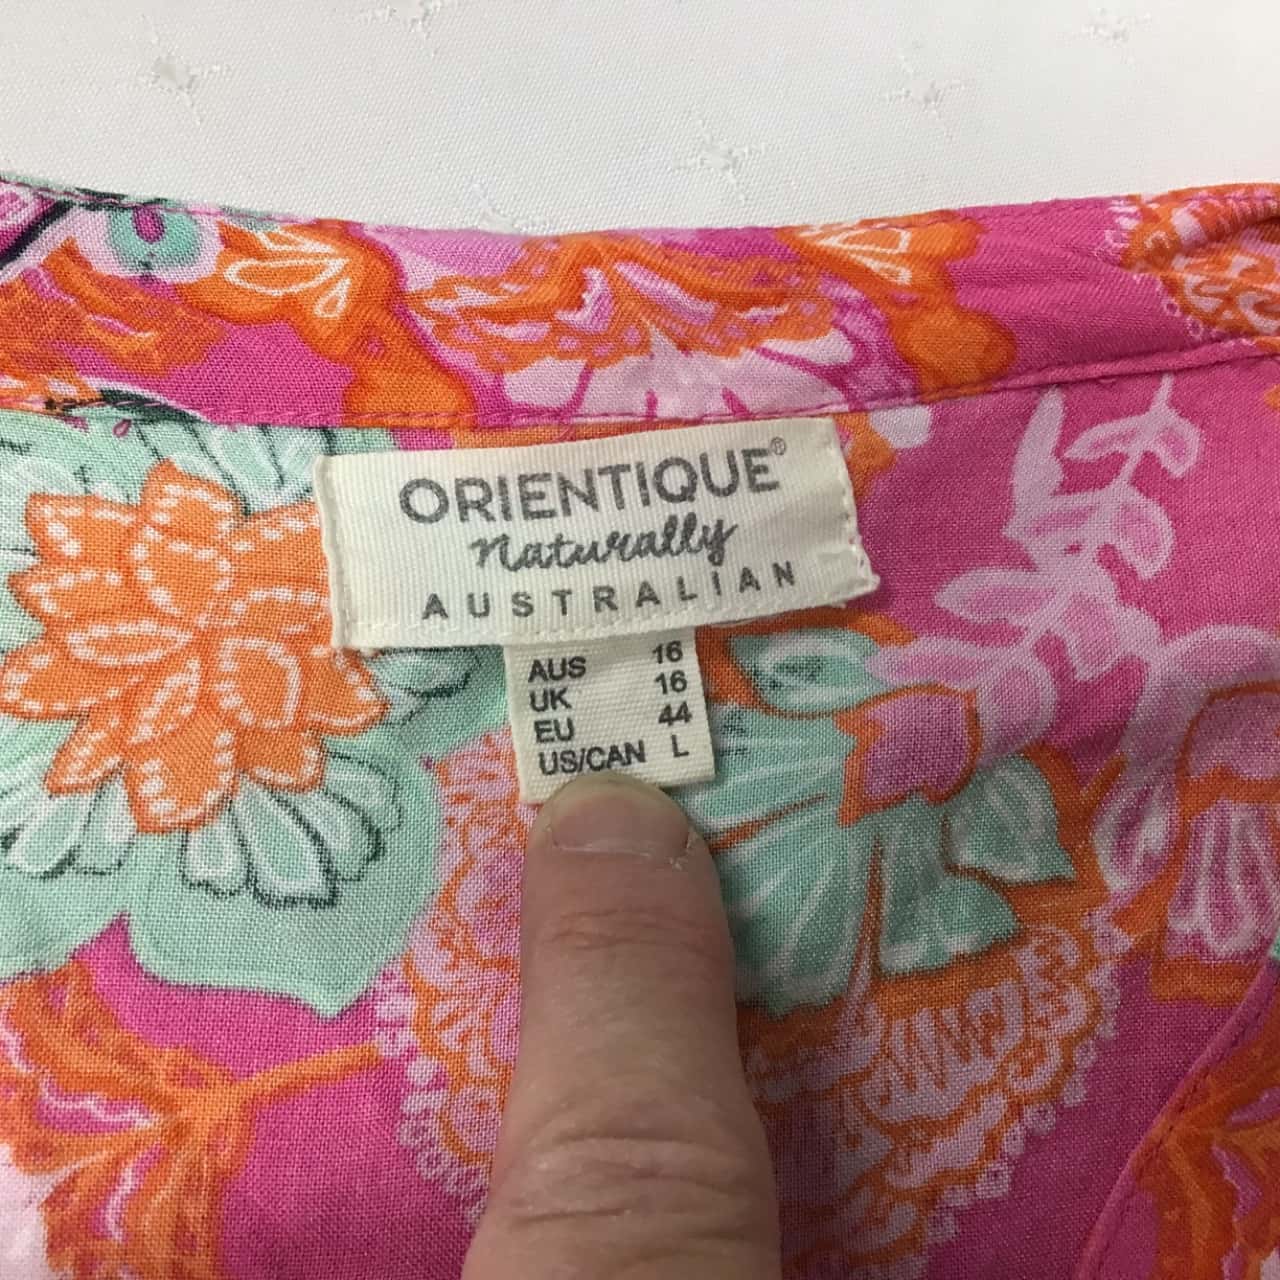 ORIENTIQUE®
naturally
AUSTRALIAN
AUS 16
UK 16
EU 44
US/CAN L